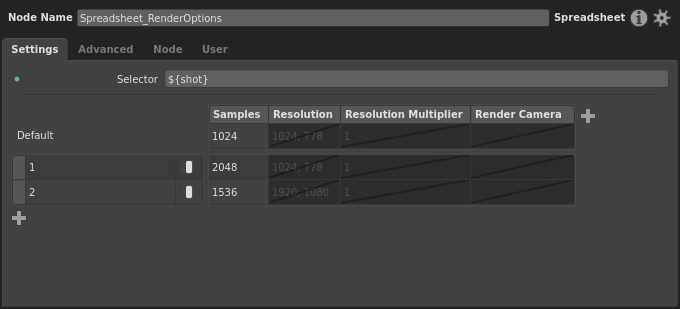 Node Name Spreadsheet_RenderOptions Spreadsheet
Settings Advanced Node User
Selector ${shot}
Samples Resolution Resolution Multiplier Render Camera
Default 1024 1024, 778 1
1 2048 1024, 778 1
2 1536 1920, 1080 1